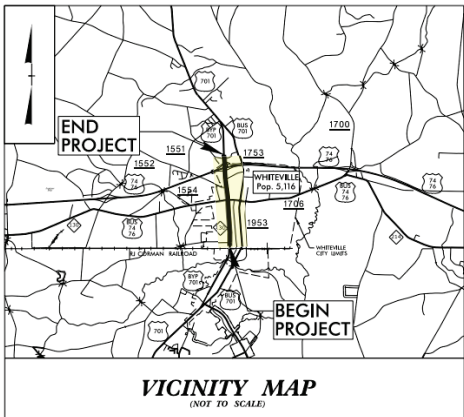 701
BYP
701
BUS
701
1700
END
PROJECT
1551
1753
1552
74
76
WHITEVILLE
Pop. 5,116
74
76
1554
BUS
74
76
1706
130
BUS
74
76
130
1953
214
RJ CORMAN RAILROAD
WHITEVILLE
CITY LIMITS
BYP
701
BUS
701
701
BEGIN
PROJECT
VICINITY MAP
(NOT TO SCALE)